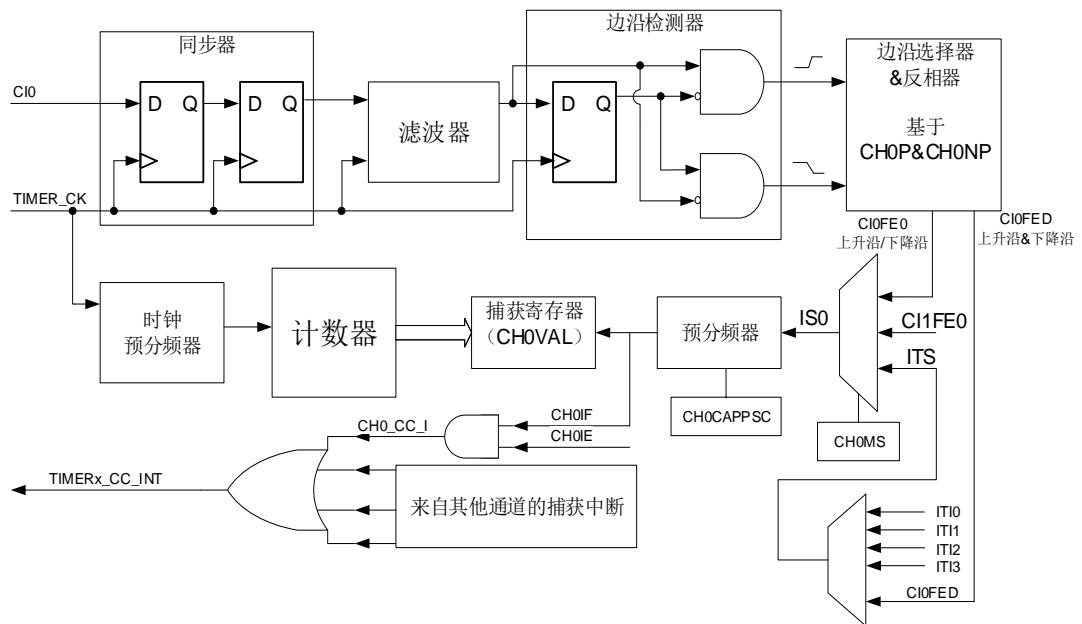 同步器
边沿检测器
CI0
D Q
D Q
滤波器
D Q
边沿选择器
&反相器
基于
CH0P&CH0NP
TIMER_CK
CI0FE0
上升沿/下降沿
CI0FED
上升沿&下降沿
时钟
预分频器
计数器
捕获寄存器
(CH0VAL)
预分频器
IS0
CI1FE0
ITS
CH0CAPPSC
CH0MS
CH0_CC_I
CH0IF
CH0IE
TIMERx_CC_INT
来自其他通道的捕获中断
ITI0
ITI1
ITI2
ITI3
CI0FED